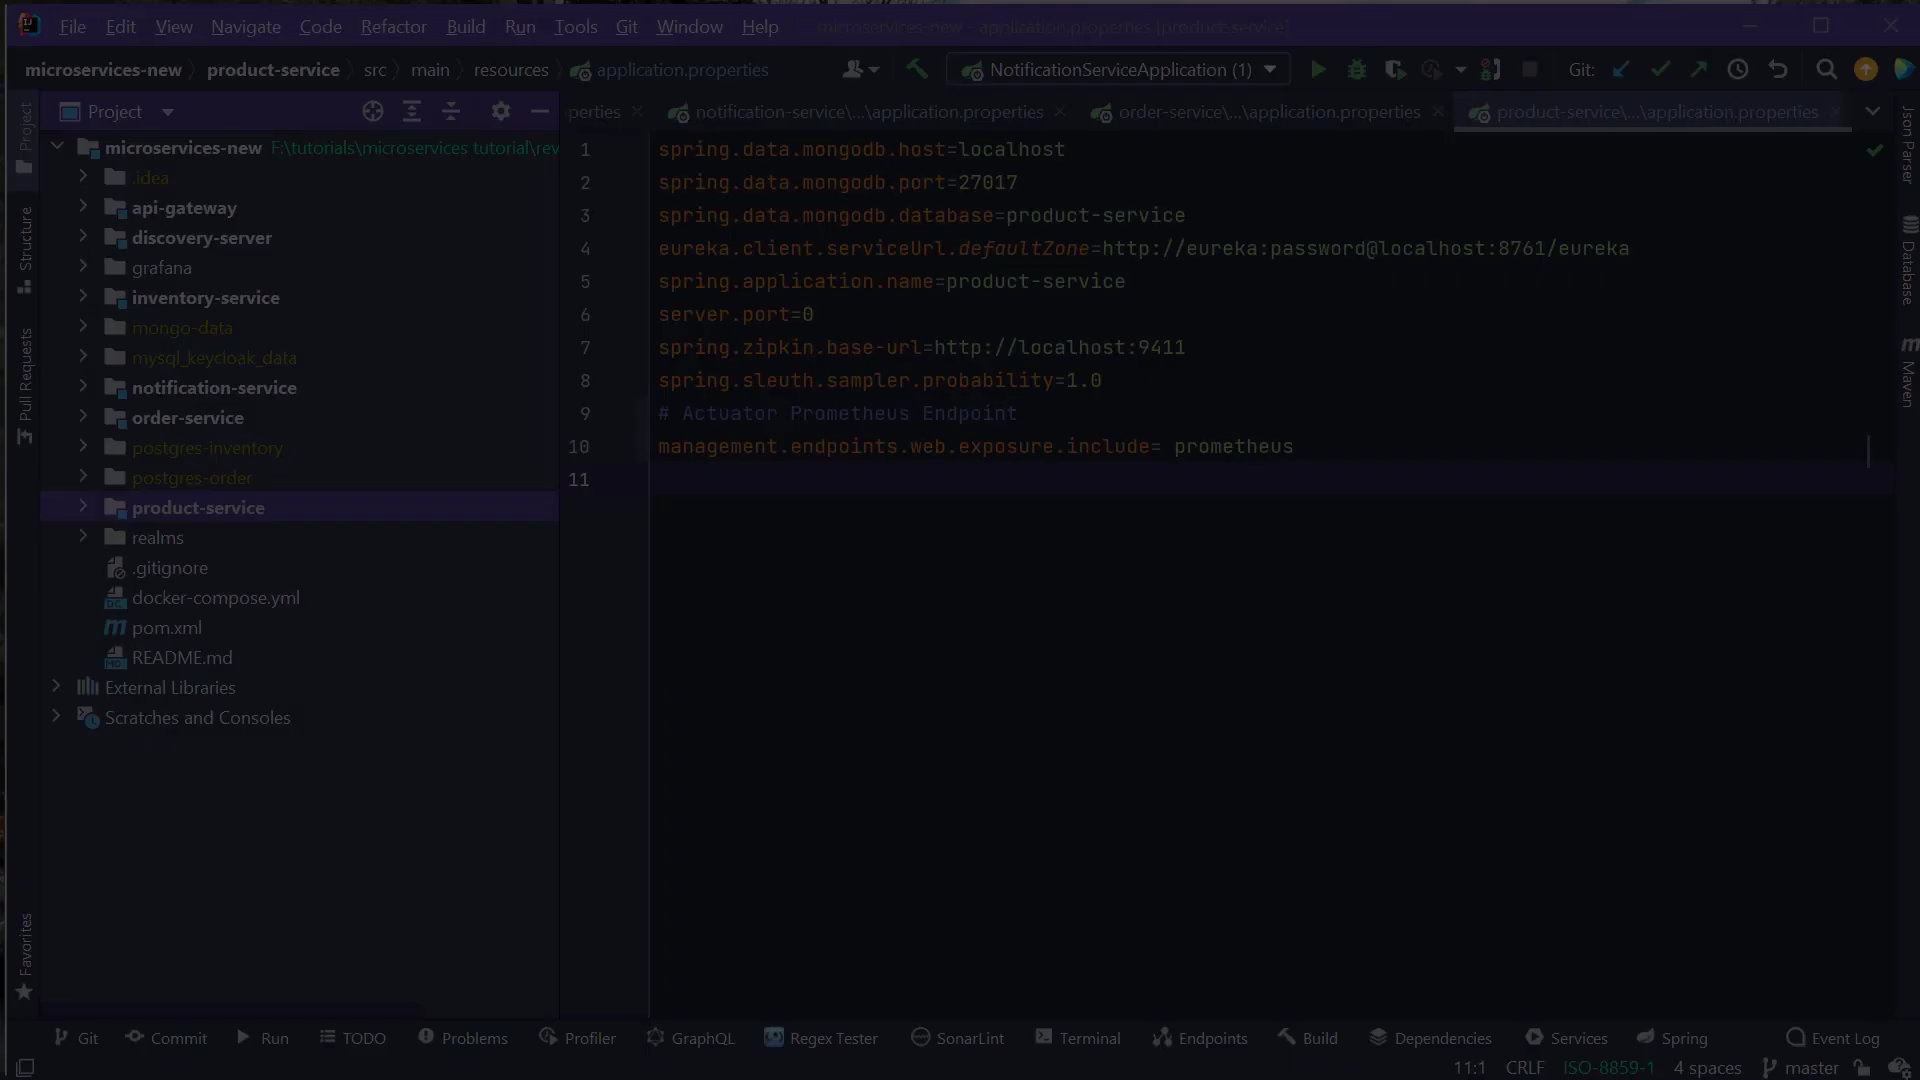 File Edit View Navigate Code Refactor Build Run Tools Git Window Help microservices-new - application.properties [product-service]
microservices-new product-service src main resources application.properties NotificationServiceApplication (1) Git:
Project perties notification-service\...\application.properties order-service\...\application.properties product-service\...\application.properties
microservices-new F:\tutorials\microservices tutorial\rev
.idea
api-gateway
discovery-server
grafana
inventory-service
mongo-data
mysql_keycloak_data
notification-service
order-service
postgres-inventory
postgres-order
product-service
realms
.gitignore
docker-compose.yml
pom.xml
README.md
External Libraries
Scratches and Consoles
1 spring.data.mongodb.host=localhost
2 spring.data.mongodb.port=27017
3 spring.data.mongodb.database=product-service
4 eureka.client.serviceUrl.defaultZone=http://eureka:password@localhost:8761/eureka
5 spring.application.name=product-service
6 server.port=0
7 spring.zipkin.base-url=http://localhost:9411
8 spring.sleuth.sampler.probability=1.0
9 # Actuator Prometheus Endpoint
10 management.endpoints.web.exposure.include= prometheus
11
Project
Structure
Pull Requests
Favorites
Json Parser
Database
Maven
Git Commit Run TODO Problems Profiler GraphQL Regex Tester SonarLint Terminal Endpoints Build Dependencies Services Spring Event Log
11:1 CRLF ISO-8859-1 4 spaces master